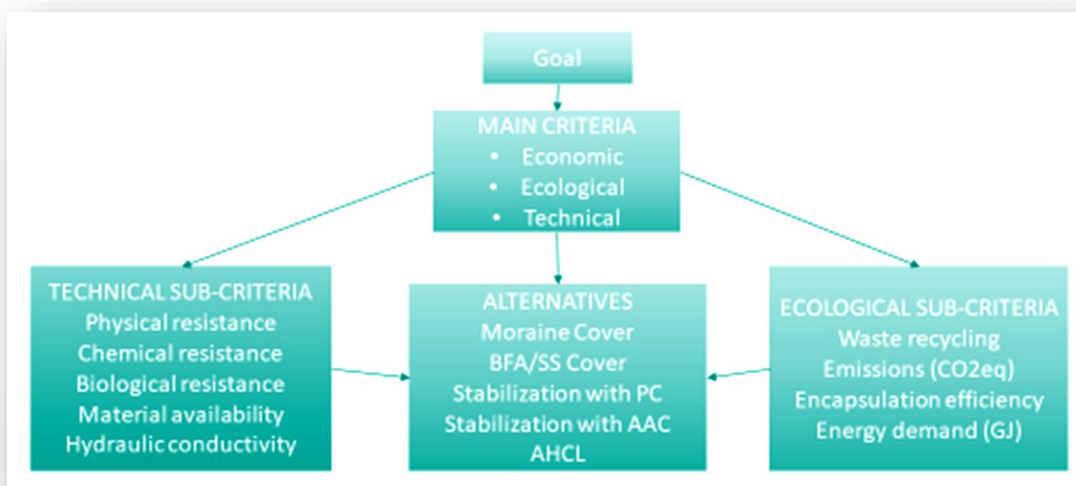 Goal
MAIN CRITERIA
• Economic
• Ecological
• Technical
TECHNICAL SUB-CRITERIA
Physical resistance
Chemical resistance
Biological resistance
Material availability
Hydraulic conductivity
ALTERNATIVES
Moraine Cover
BFA/SS Cover
Stabilization with PC
Stabilization with AAC
AHCL
ECOLOGICAL SUB-CRITERIA
Waste recycling
Emissions (CO2eq)
Encapsulation efficiency
Energy demand (GJ)